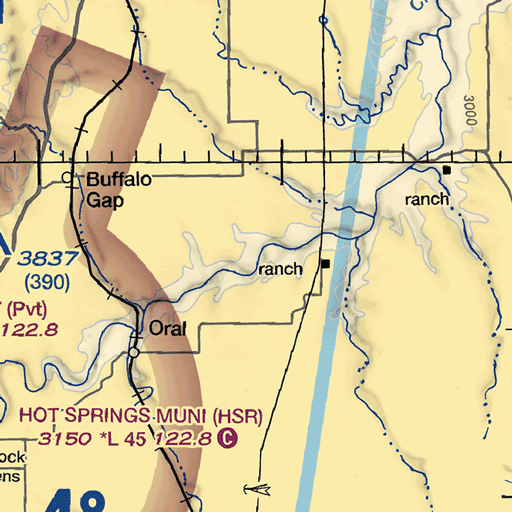 3000
Buffalo
Gap
ranch
3837
(390)
ranch
(Pvt)
122.8
Oral
HOT SPRINGS MUNI (HSR)
3150 *L 45 122.8 C
48